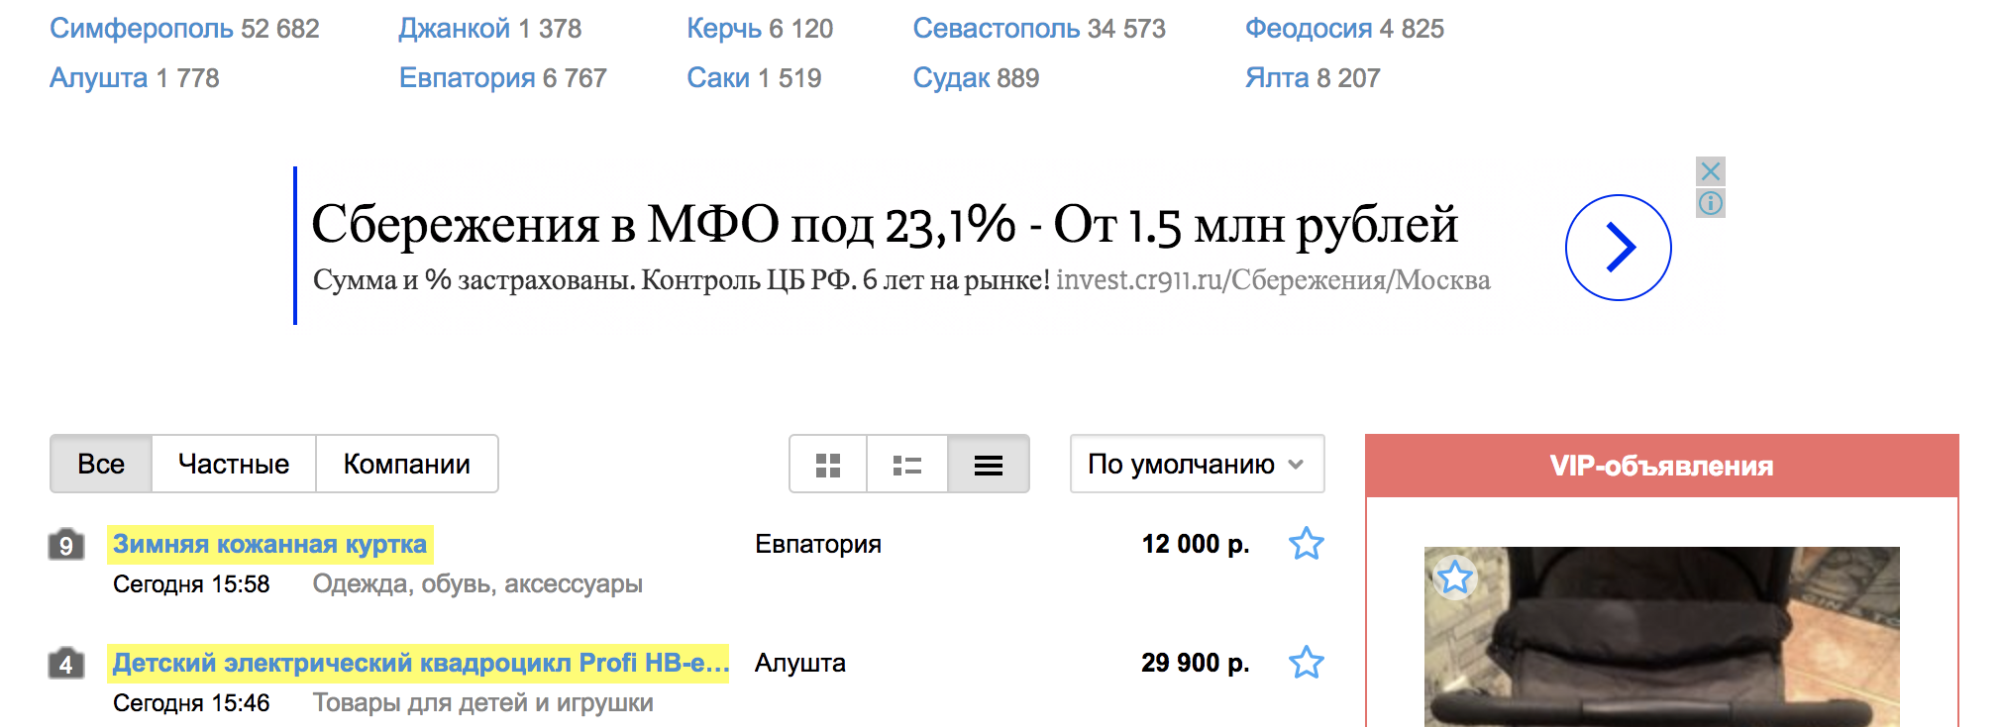 Симферополь 52 682 Джанкой 1 378 Керчь 6 120 Севастополь 34 573 Феодосия 4 825
Алушта 1 778 Евпатория 6 767 Саки 1 519 Судак 889 Ялта 8 207
Сбережения в МФО под 23,1% - От 1.5 млн рублей
Сумма и % застрахованы. Контроль ЦБ РФ. 6 лет на рынке! invest.cr911.ru/Сбережения/Москва
Все Частные Компании По умолчанию VIP-объявления
9 Зимняя кожанная куртка Евпатория 12 000 р.
Сегодня 15:58 Одежда, обувь, аксессуары
4 Детский электрический квадроцикл Profi HB-e... Алушта 29 900 р.
Сегодня 15:46 Товары для детей и игрушки